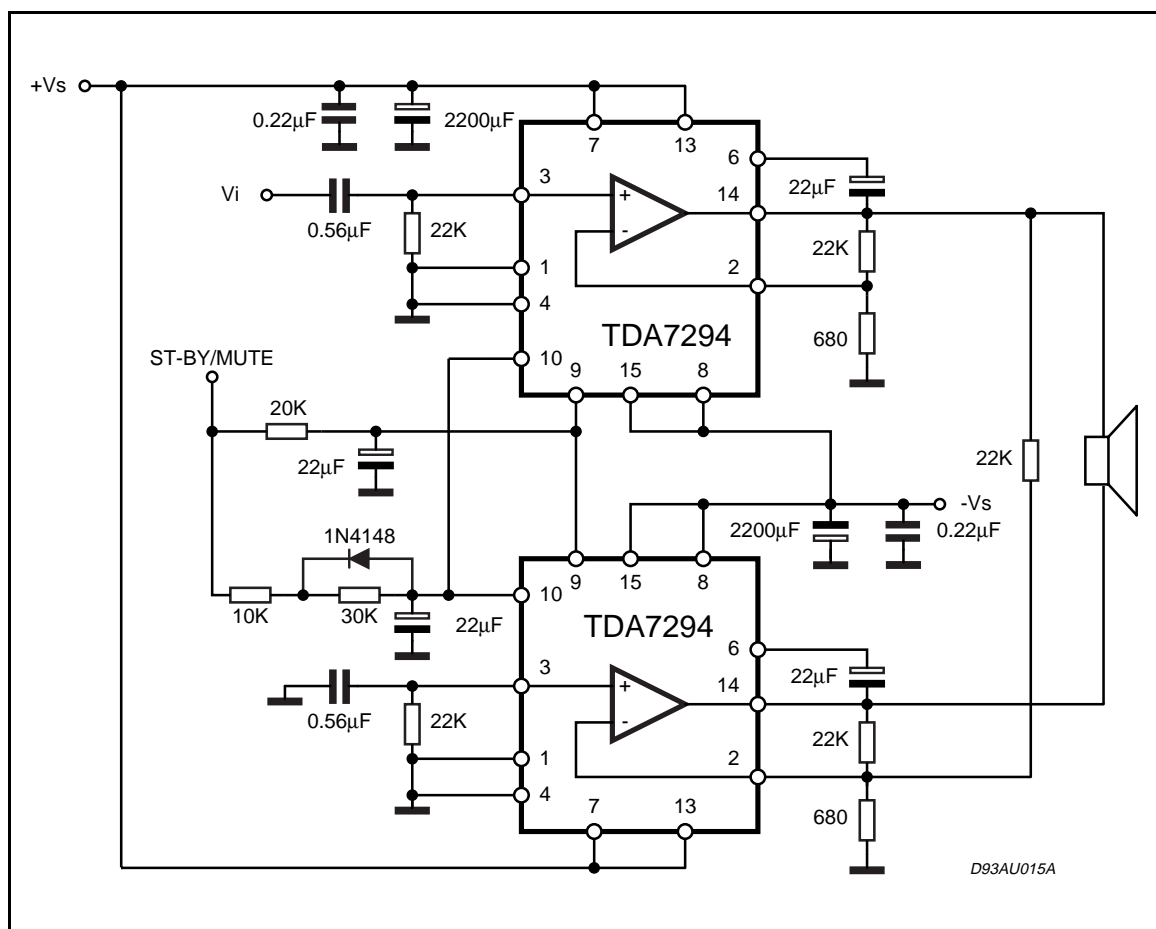 +Vs
0.22μF
2200μF
7
13
6
3
22μF
Vi
14
0.56μF
22K
22K
1
2
4
TDA7294
680
10
ST-BY/MUTE
9
15
8
20K
22μF
22K
-Vs
2200μF
0.22μF
1N4148
9
15
8
10
10K
30K
22μF
TDA7294
6
3
22μF
14
0.56μF
22K
22K
1
2
4
7
13
680
D93AU015A
+
-
+
-